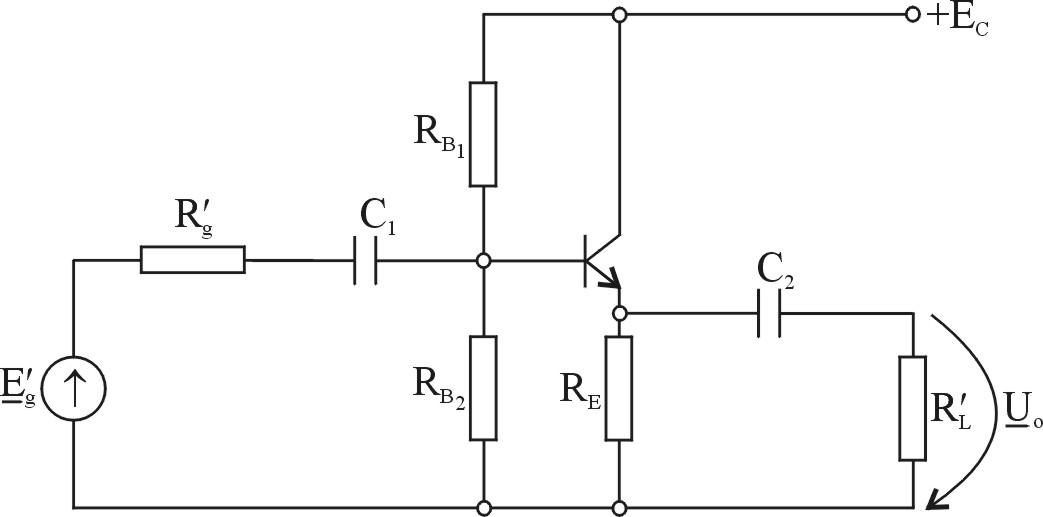 +E_C
R_B1
R'_g
C_1
C_2
E'_g
R_B2
R_E
R'_L
U_o